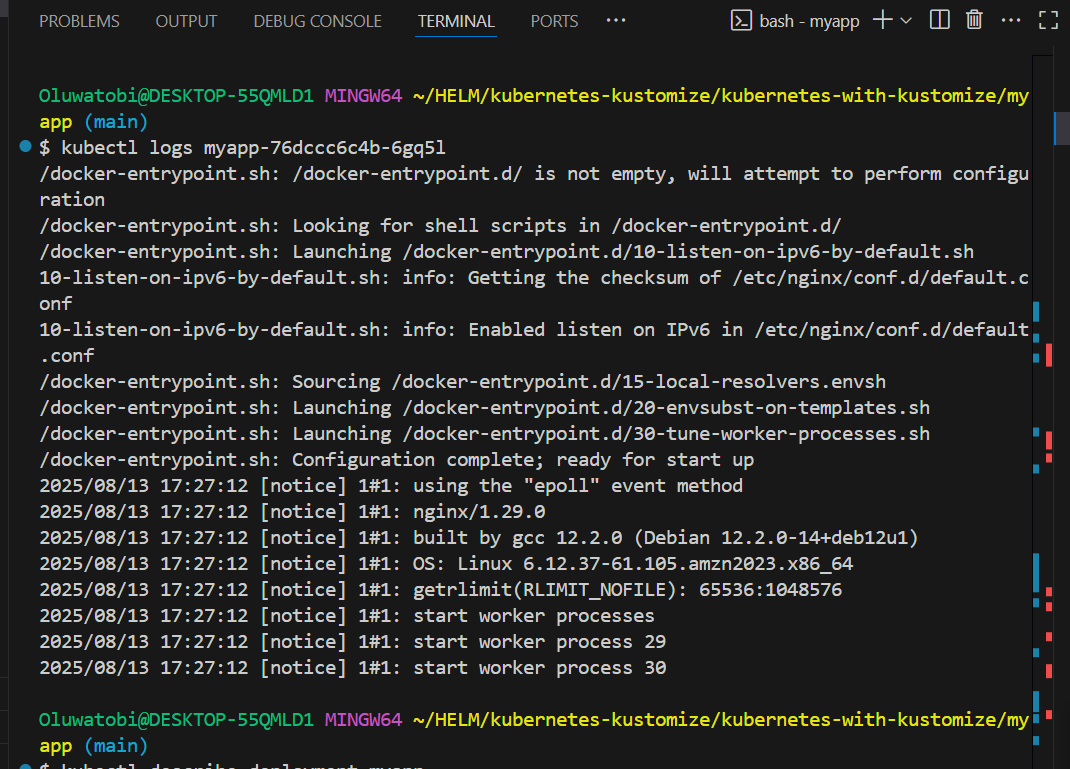 PROBLEMS OUTPUT DEBUG CONSOLE TERMINAL PORTS ··· bash - myapp ···
Oluwatobi@DESKTOP-55QMLD1 MINGW64 ~/HELM/kubernetes-kustomize/kubernetes-with-kustomize/my
app (main)
$ kubectl logs myapp-76dccc6c4b-6gq5l
/docker-entrypoint.sh: /docker-entrypoint.d/ is not empty, will attempt to perform configu
ration
/docker-entrypoint.sh: Looking for shell scripts in /docker-entrypoint.d/
/docker-entrypoint.sh: Launching /docker-entrypoint.d/10-listen-on-ipv6-by-default.sh
10-listen-on-ipv6-by-default.sh: info: Getting the checksum of /etc/nginx/conf.d/default.c
onf
10-listen-on-ipv6-by-default.sh: info: Enabled listen on IPv6 in /etc/nginx/conf.d/default
.conf
/docker-entrypoint.sh: Sourcing /docker-entrypoint.d/15-local-resolvers.envsh
/docker-entrypoint.sh: Launching /docker-entrypoint.d/20-envsubst-on-templates.sh
/docker-entrypoint.sh: Launching /docker-entrypoint.d/30-tune-worker-processes.sh
/docker-entrypoint.sh: Configuration complete; ready for start up
2025/08/13 17:27:12 [notice] 1#1: using the "epoll" event method
2025/08/13 17:27:12 [notice] 1#1: nginx/1.29.0
2025/08/13 17:27:12 [notice] 1#1: built by gcc 12.2.0 (Debian 12.2.0-14+deb12u1)
2025/08/13 17:27:12 [notice] 1#1: OS: Linux 6.12.37-61.105.amzn2023.x86_64
2025/08/13 17:27:12 [notice] 1#1: getrlimit(RLIMIT_NOFILE): 65536:1048576
2025/08/13 17:27:12 [notice] 1#1: start worker processes
2025/08/13 17:27:12 [notice] 1#1: start worker process 29
2025/08/13 17:27:12 [notice] 1#1: start worker process 30
Oluwatobi@DESKTOP-55QMLD1 MINGW64 ~/HELM/kubernetes-kustomize/kubernetes-with-kustomize/my
app (main)
$ kubectl describe deployment myapp